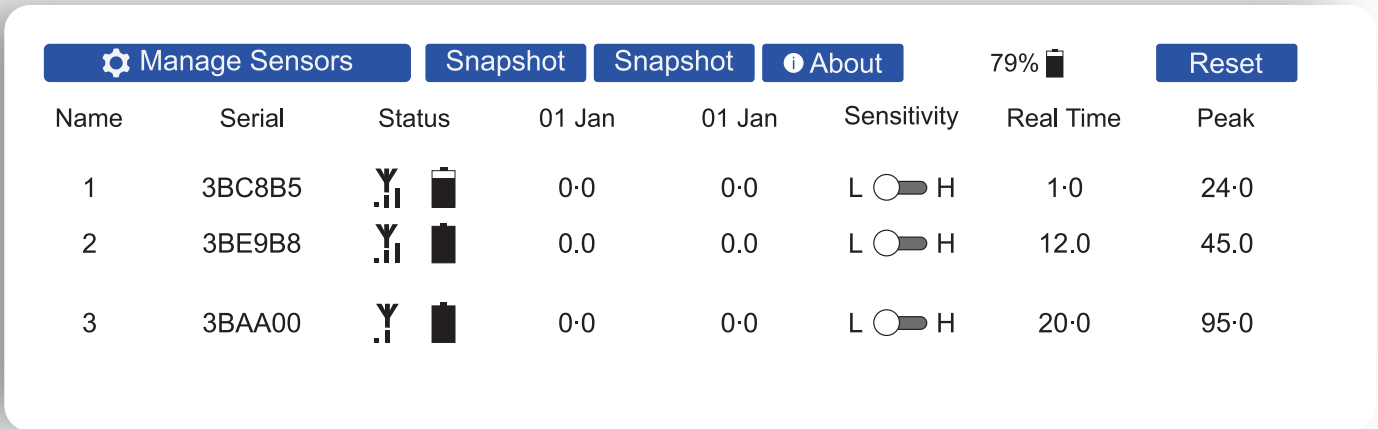 Manage Sensors Snapshot Snapshot About 79% Reset
Name Serial Status 01 Jan 01 Jan Sensitivity Real Time Peak
1 3BC8B5 0·0 0·0 L H 1·0 24·0
2 3BE9B8 0.0 0.0 L H 12.0 45.0
3 3BAA00 0·0 0·0 L H 20·0 95·0